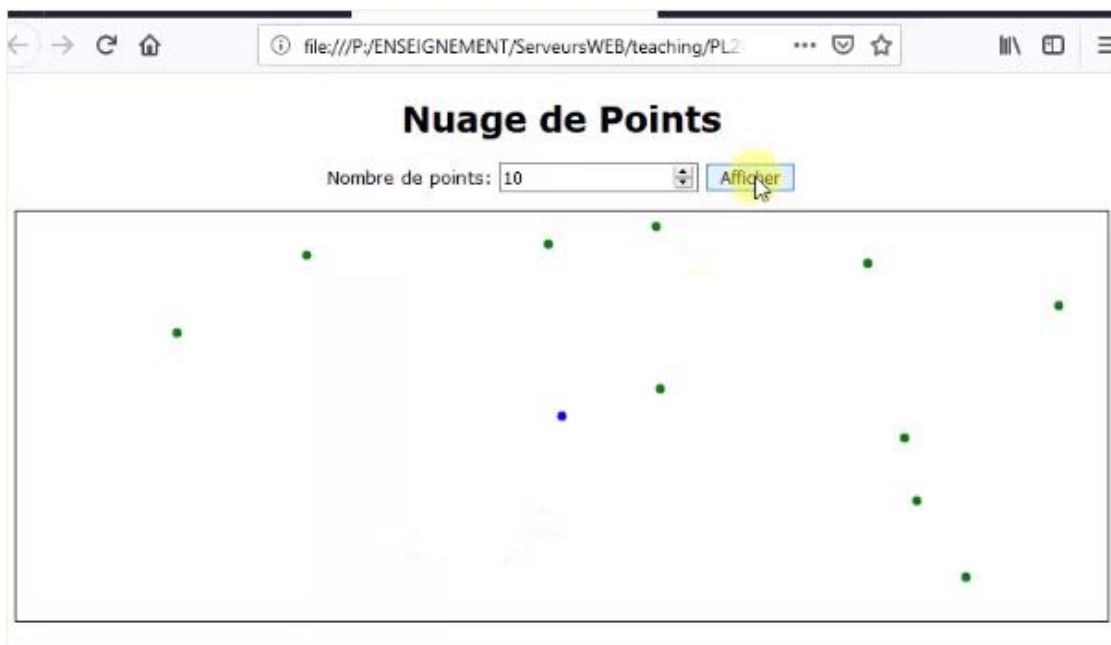 file:///P:/ENSEIGNEMENT/ServeursWEB/teaching/PL2
Nuage de Points
Nombre de points: 10 Afficher